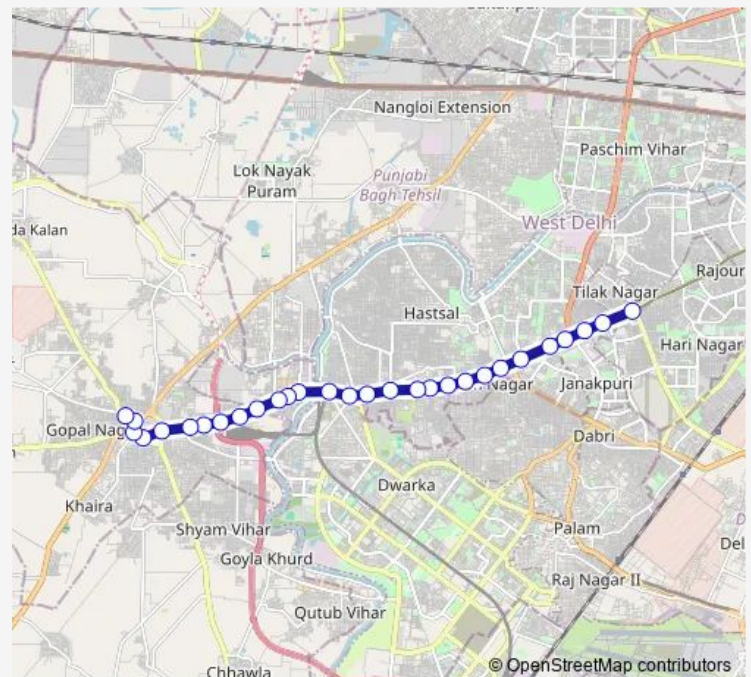 Nangloi Extension
Paschim Vihar
Lok Nayak
Puram
Punjabi
Bagh Tehsil
West Delhi
da Kalan
Tilak Nagar
Rajour
Hastsal
Hari Nagar
Nagar
Janakpuri
Gopal Nag
Dabri
Dwarka
Khaira
Shyam Vihar
Palam
Del
Goyla Khurd
Raj Nagar II
Qutub Vihar
Chhawla
© OpenStreetMap contributors